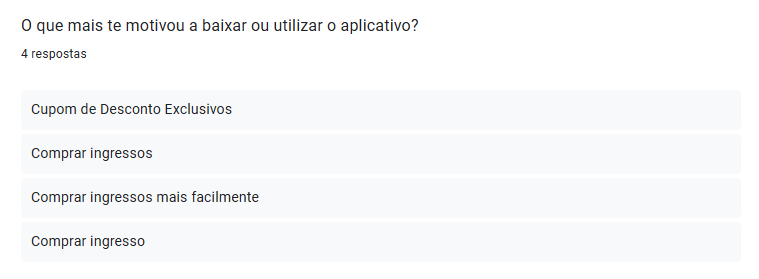 O que mais te motivou a baixar ou utilizar o aplicativo?
4 respostas
Cupom de Desconto Exclusivos
Comprar ingressos
Comprar ingressos mais facilmente
Comprar ingresso